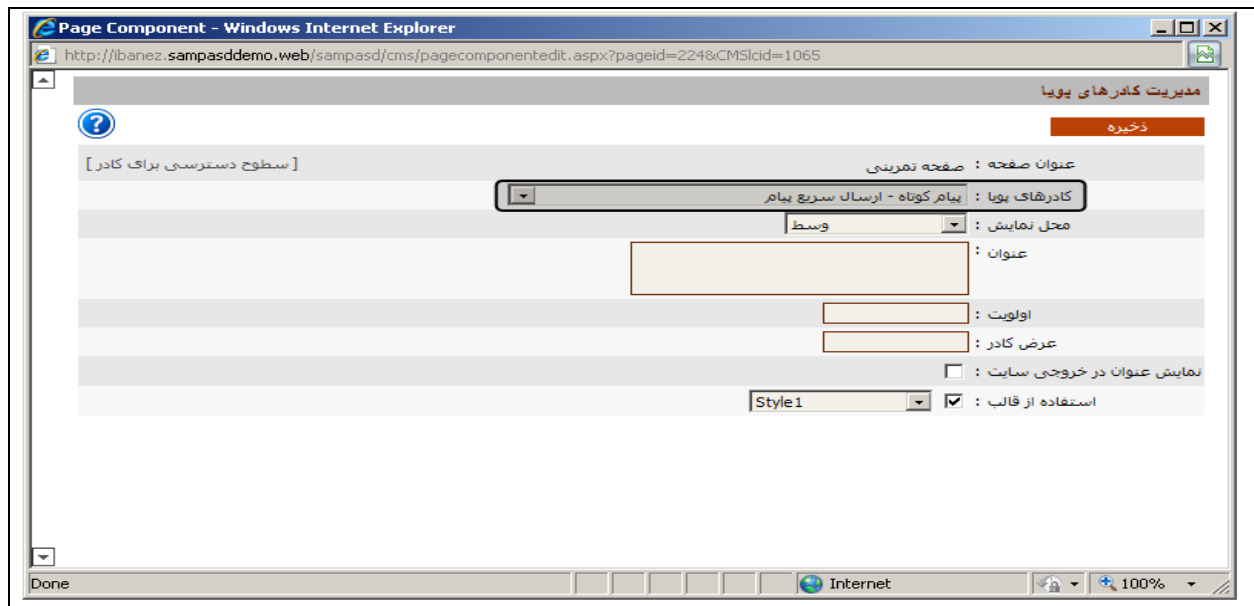 Page Component - Windows Internet Explorer
http://ibanez.sampasddemo.web/sampasd/cms/pagecomponentedit.aspx?pageid=224&CMSlcid=1065
مدیریت کادرهای پویا
ذخیره
عنوان صفحه : صفحه تمرینی [ سطوح دسترسی برای کادر ]
کادرهای پویا : پیام کوتاه - ارسال سریع پیام
محل نمایش : وسط
عنوان :
اولویت :
عرض کادر :
نمایش عنوان در خروجی سایت :
استفاده از قالب : Style1
Done Internet 100%